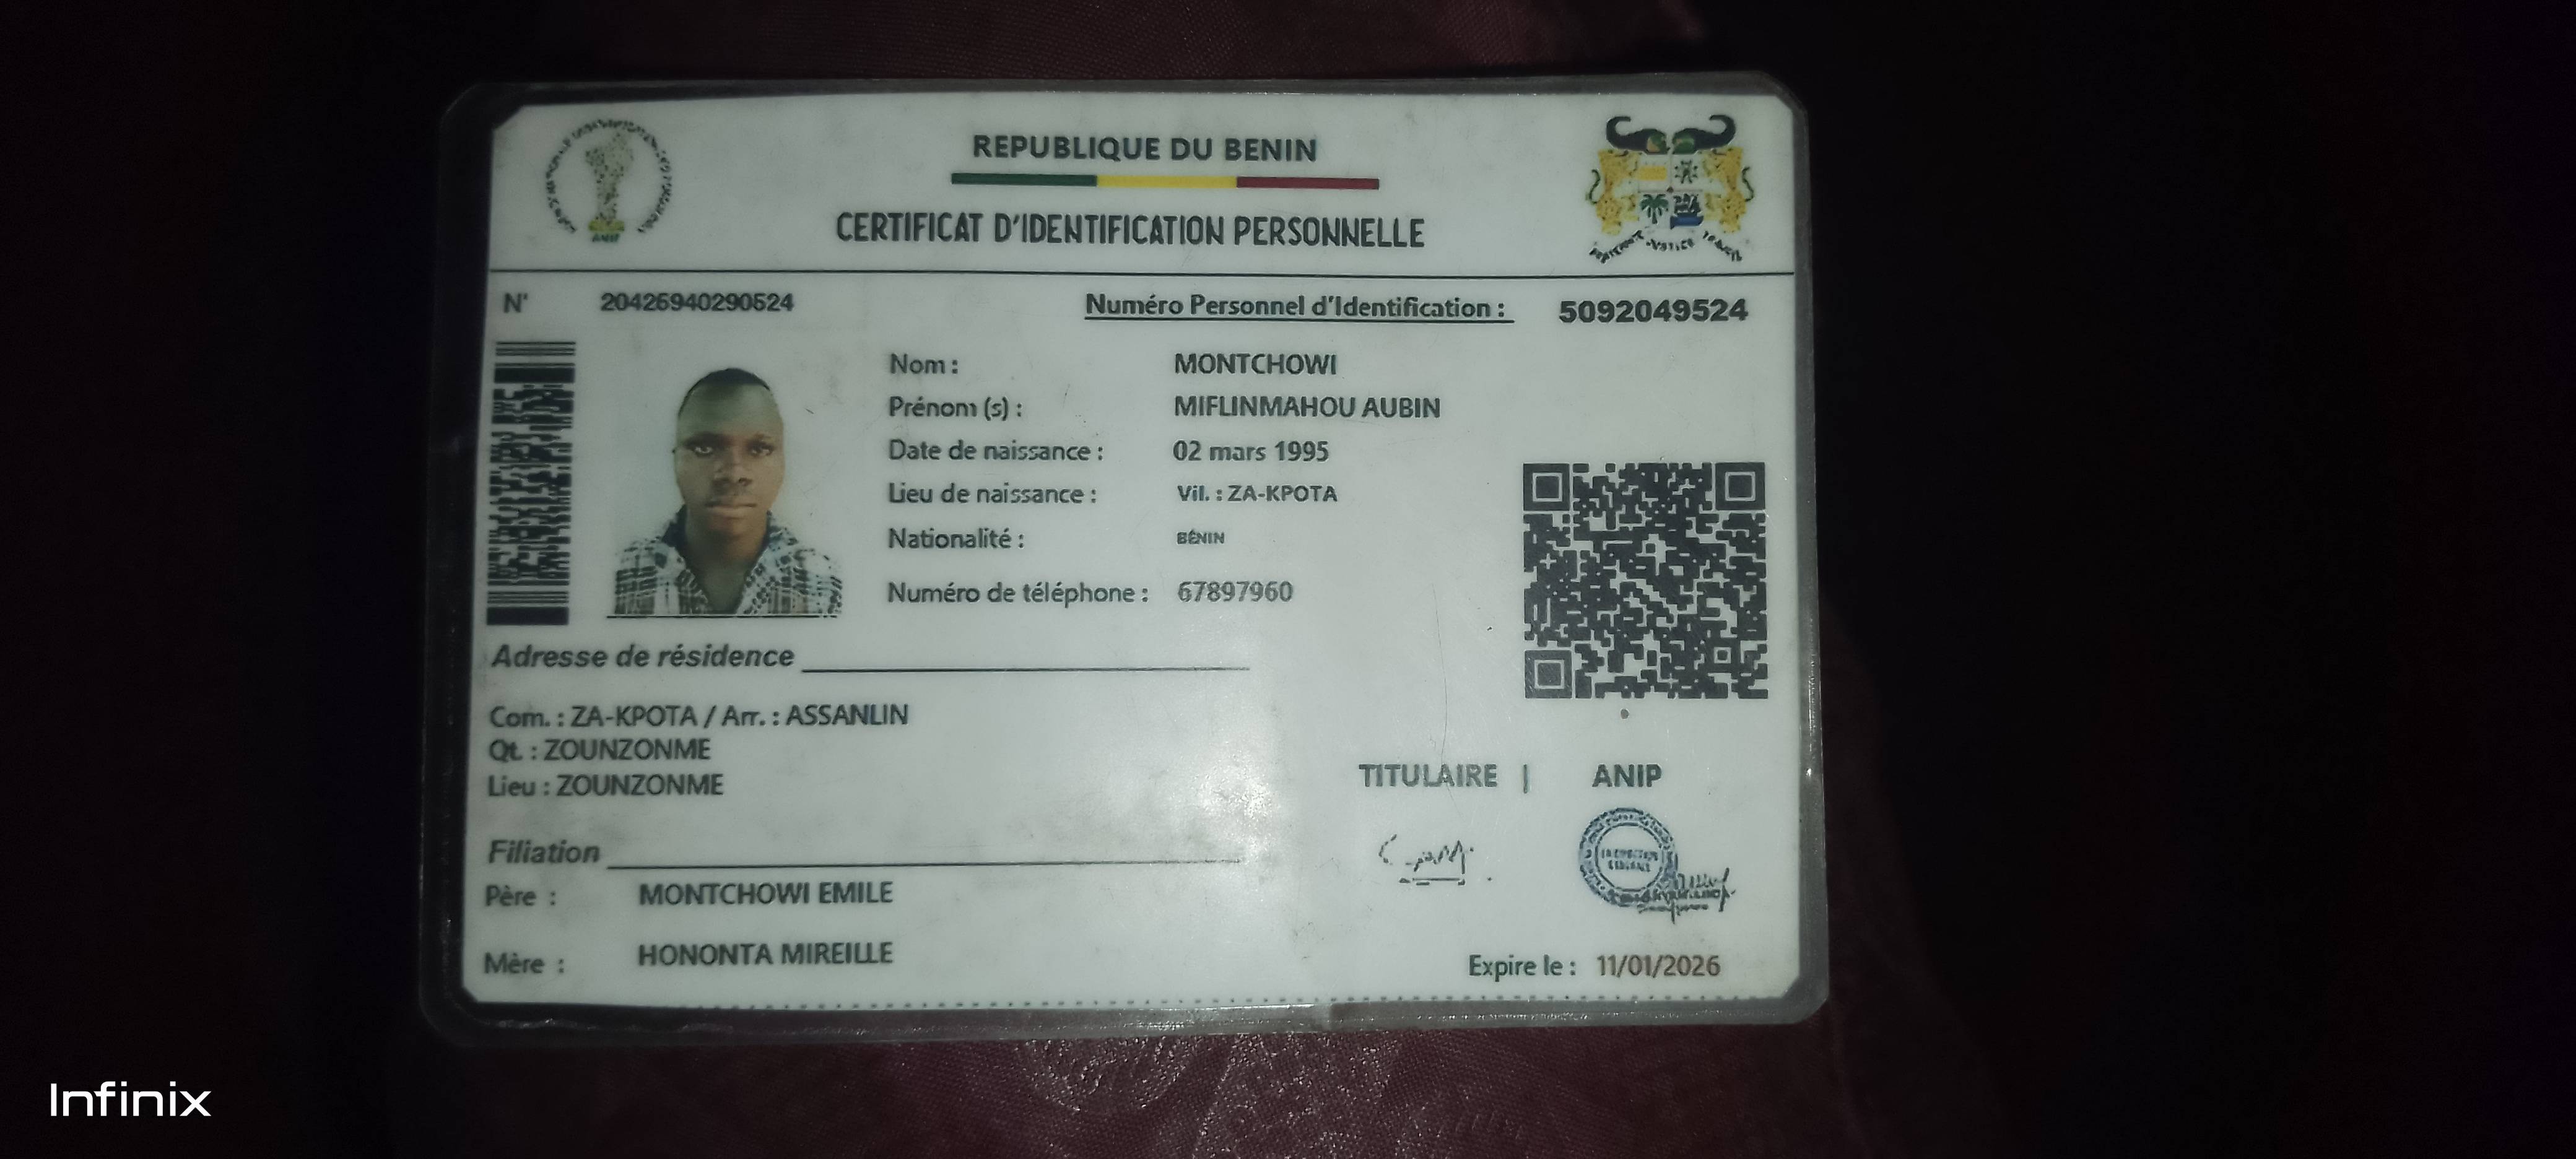 REPUBLIQUE DU BENIN
CERTIFICAT D'IDENTIFICATION PERSONNELLE
ANIP
FRATERNITE JUSTICE TRAVAIL
N° 20426940290524
Numéro Personnel d'Identification : 5092049524
Nom : MONTCHOWI
Prénom (s) : MIFLINMAHOU AUBIN
Date de naissance : 02 mars 1995
Lieu de naissance : Vil. : ZA-KPOTA
Nationalité : BÉNIN
Numéro de téléphone : 67897960
Adresse de résidence
Com. : ZA-KPOTA / Arr. : ASSANLIN
Qt. : ZOUNZONME
Lieu : ZOUNZONME
TITULAIRE | ANIP
Filiation
Père : MONTCHOWI EMILE
Mère : HONONTA MIREILLE
Expire le : 11/01/2026
Infinix